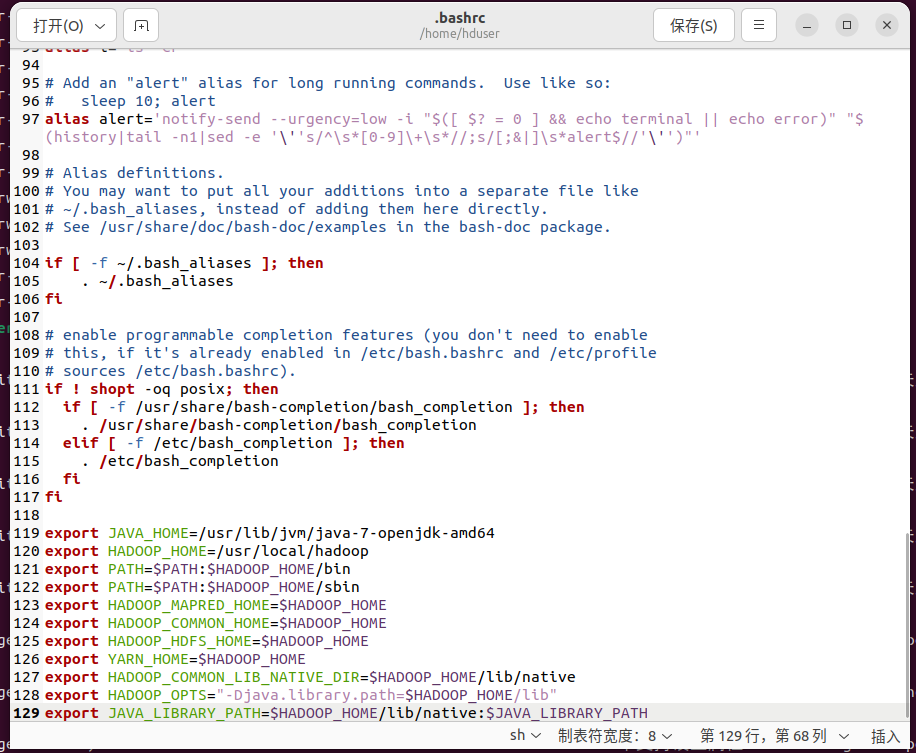 打开(O)
.bashrc
/home/hduser
保存(S)
94
95 # Add an "alert" alias for long running commands.  Use like so:
96 #   sleep 10; alert
97 alias alert='notify-send --urgency=low -i "$([ $? = 0 ] && echo terminal || echo error)" "$
(history|tail -n1|sed -e '\''s/^\s*[0-9]\+\s*//;s/[;&|]\s*alert$//'\'')"'
98
99 # Alias definitions.
100 # You may want to put all your additions into a separate file like
101 # ~/.bash_aliases, instead of adding them here directly.
102 # See /usr/share/doc/bash-doc/examples in the bash-doc package.
103
104 if [ -f ~/.bash_aliases ]; then
105     . ~/.bash_aliases
106 fi
107
108 # enable programmable completion features (you don't need to enable
109 # this, if it's already enabled in /etc/bash.bashrc and /etc/profile
110 # sources /etc/bash.bashrc).
111 if ! shopt -oq posix; then
112   if [ -f /usr/share/bash-completion/bash_completion ]; then
113     . /usr/share/bash-completion/bash_completion
114   elif [ -f /etc/bash_completion ]; then
115     . /etc/bash_completion
116   fi
117 fi
118
119 export JAVA_HOME=/usr/lib/jvm/java-7-openjdk-amd64
120 export HADOOP_HOME=/usr/local/hadoop
121 export PATH=$PATH:$HADOOP_HOME/bin
122 export PATH=$PATH:$HADOOP_HOME/sbin
123 export HADOOP_MAPRED_HOME=$HADOOP_HOME
124 export HADOOP_COMMON_HOME=$HADOOP_HOME
125 export HADOOP_HDFS_HOME=$HADOOP_HOME
126 export YARN_HOME=$HADOOP_HOME
127 export HADOOP_COMMON_LIB_NATIVE_DIR=$HADOOP_HOME/lib/native
128 export HADOOP_OPTS="-Djava.library.path=$HADOOP_HOME/lib"
129 export JAVA_LIBRARY_PATH=$HADOOP_HOME/lib/native:$JAVA_LIBRARY_PATH
sh 制表符宽度：8 第 129 行，第 68 列 插入